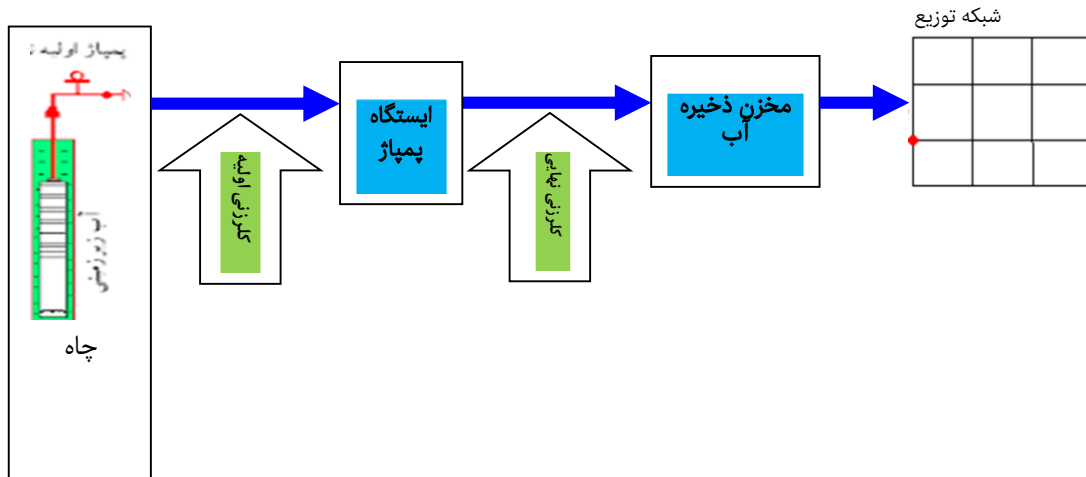 شبکه توزیع
پمپاژ اولیه
آب زیرزمینی
چاه
کلرزنی اولیه
ایستگاه
پمپاژ
کلرزنی نهایی
مخزن ذخیره
آب